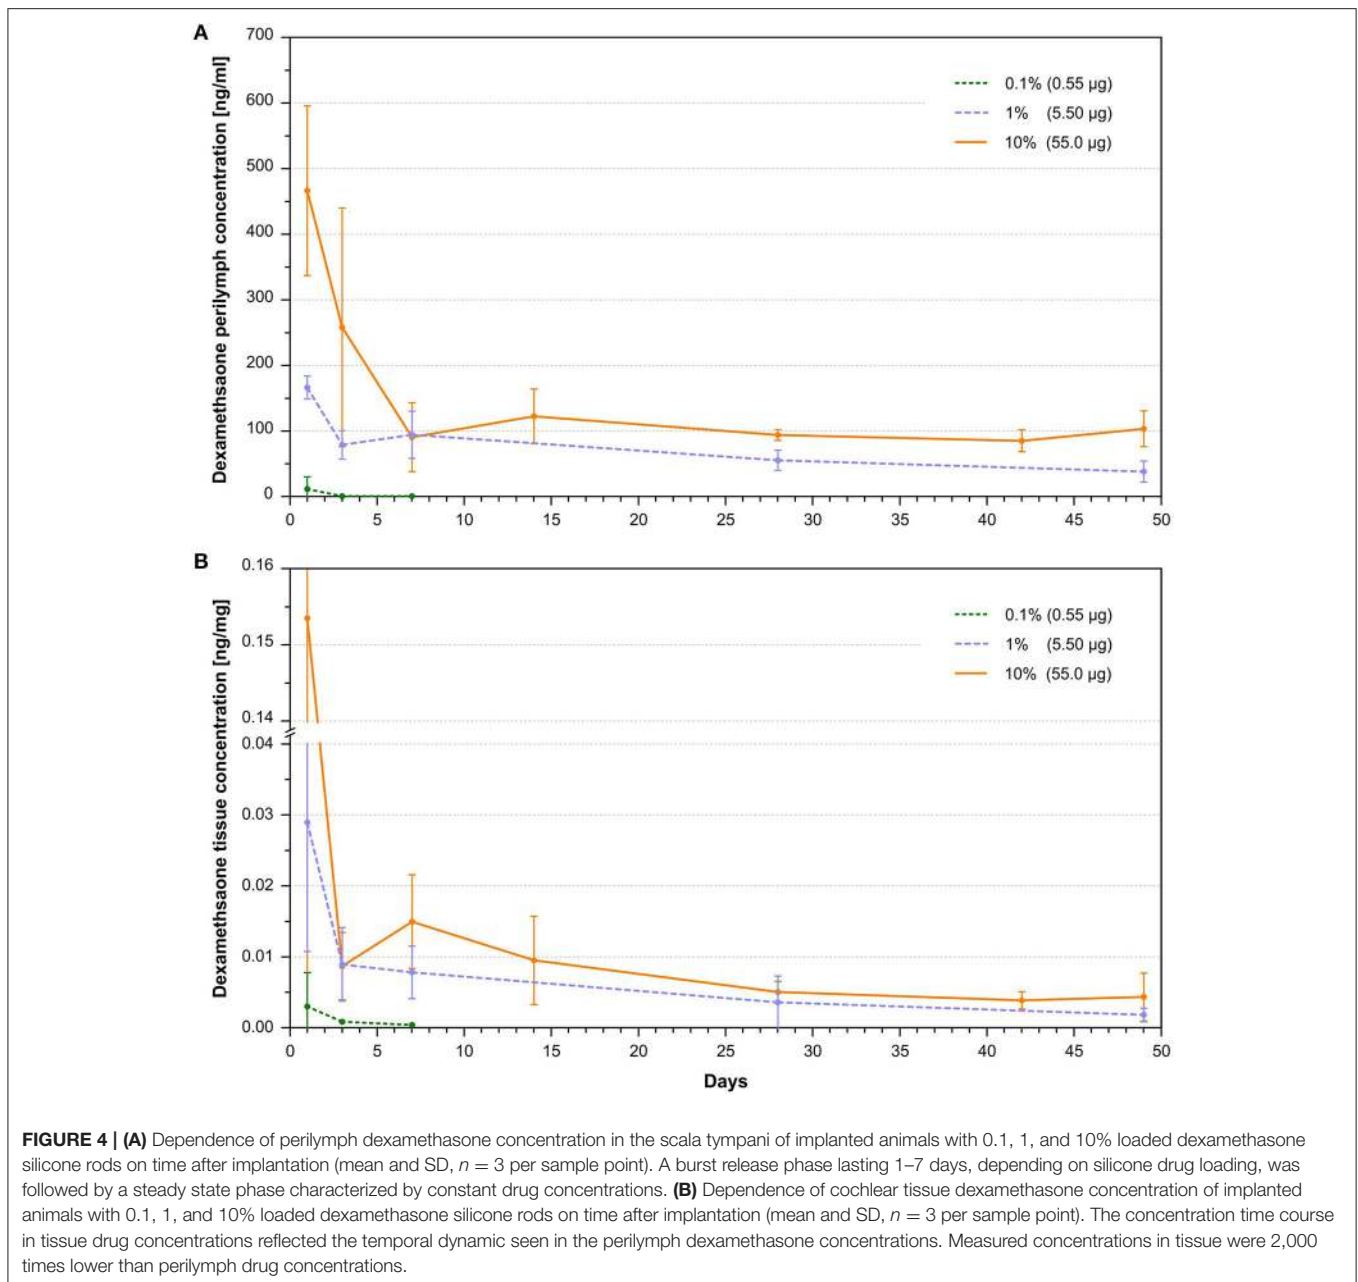 A
Dexamethsaone perilymph concentration [ng/ml]
700
600
500
400
300
200
100
0
0.1% (0.55 µg)
1% (5.50 µg)
10% (55.0 µg)
0 5 10 15 20 25 30 35 40 45 50
B
Dexamethsaone tissue concentration [ng/mg]
0.16
0.15
0.14
0.04
0.03
0.02
0.01
0.00
0.1% (0.55 µg)
1% (5.50 µg)
10% (55.0 µg)
0 5 10 15 20 25 30 35 40 45 50
Days
FIGURE 4 | (A) Dependence of perilymph dexamethasone concentration in the scala tympani of implanted animals with 0.1, 1, and 10% loaded dexamethasone
silicone rods on time after implantation (mean and SD, n = 3 per sample point). A burst release phase lasting 1–7 days, depending on silicone drug loading, was
followed by a steady state phase characterized by constant drug concentrations. (B) Dependence of cochlear tissue dexamethasone concentration of implanted
animals with 0.1, 1, and 10% loaded dexamethasone silicone rods on time after implantation (mean and SD, n = 3 per sample point). The concentration time course
in tissue drug concentrations reflected the temporal dynamic seen in the perilymph dexamethasone concentrations. Measured concentrations in tissue were 2,000
times lower than perilymph drug concentrations.